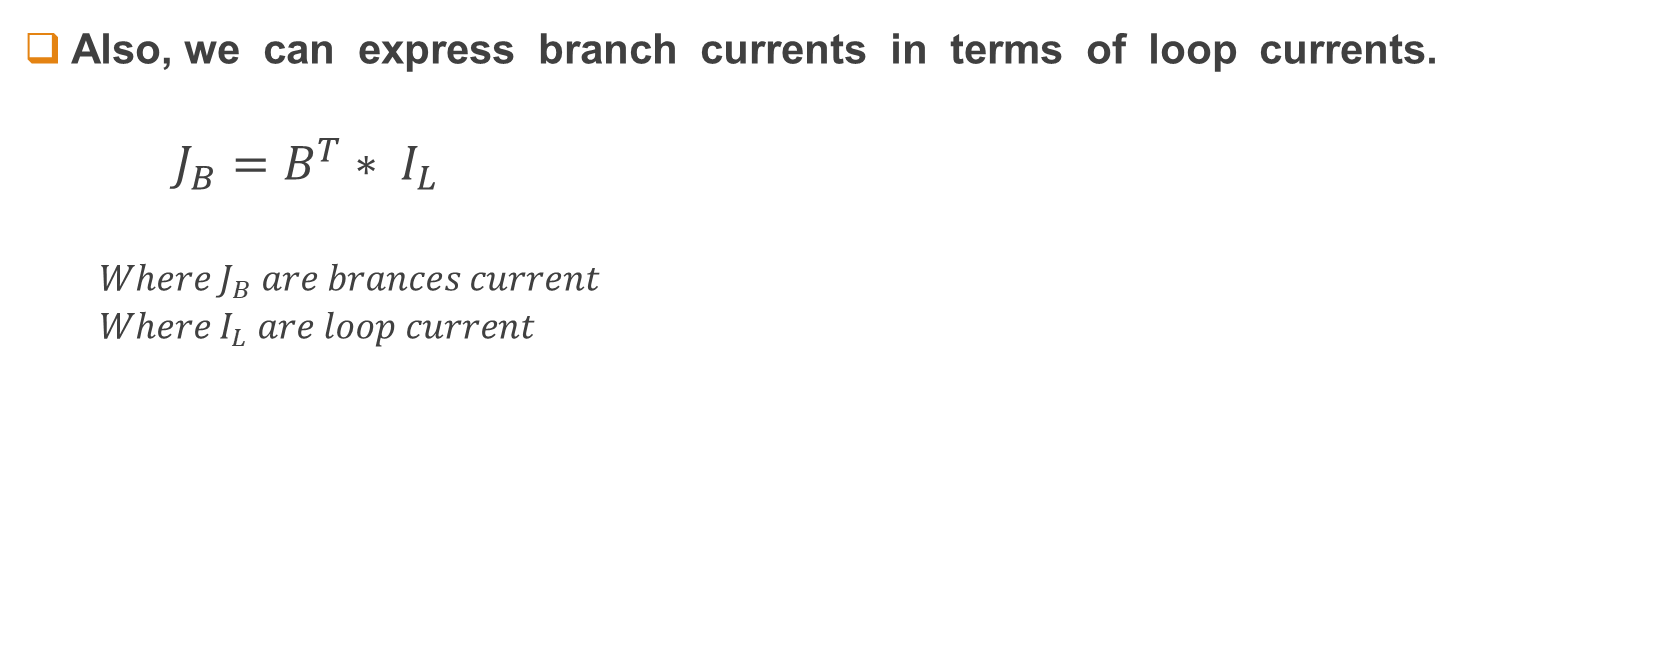 ❑ Also, we can express branch currents in terms of loop currents.
J_B = B^T * I_L
Where J_B are brances current
Where I_L are loop current